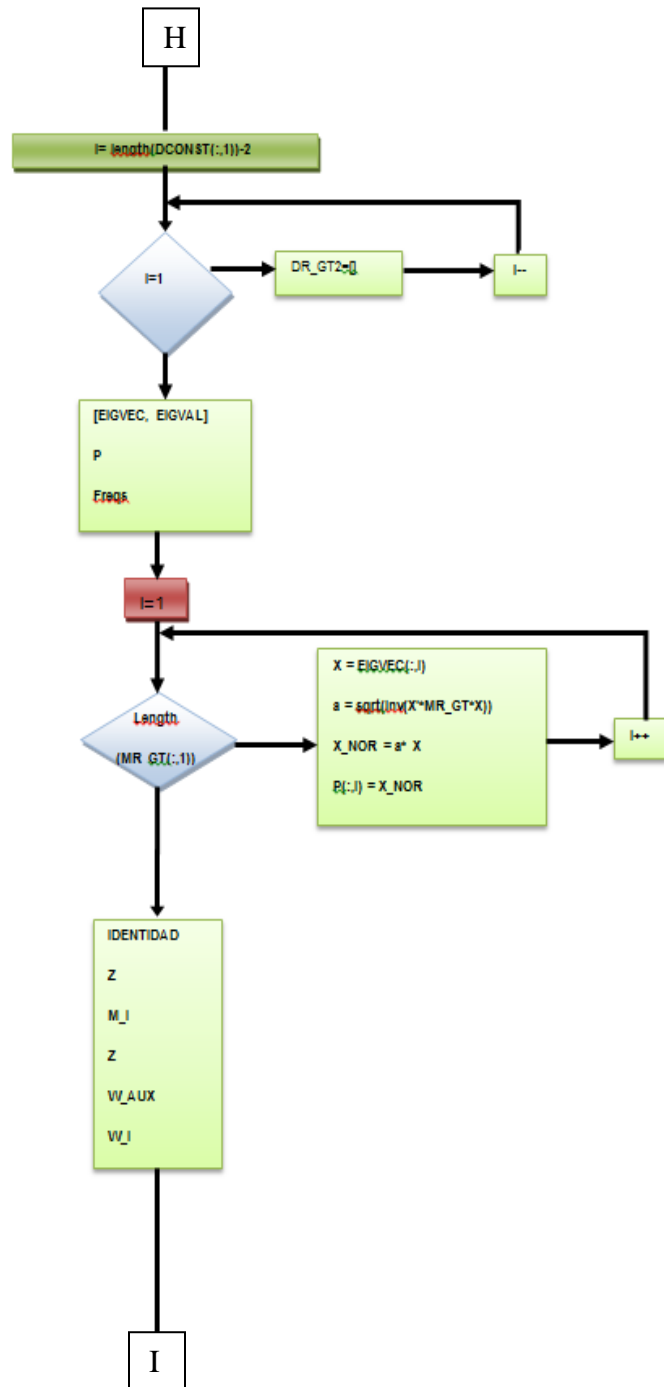 H
I= length(DCONST(:,1))-2
I=1
DR_GT2=[]
I--
[EIGVEC, EIGVAL]
P
Freqs
I=1
Length
(MR_GT(:,1))
X = EIGVEC(:,I)
a = sqrt(inv(X'*MR_GT*X))
X_NOR = a* X
P(:,I) = X_NOR
I++
IDENTIDAD
Z
M_I
Z
W_AUX
W_I
I